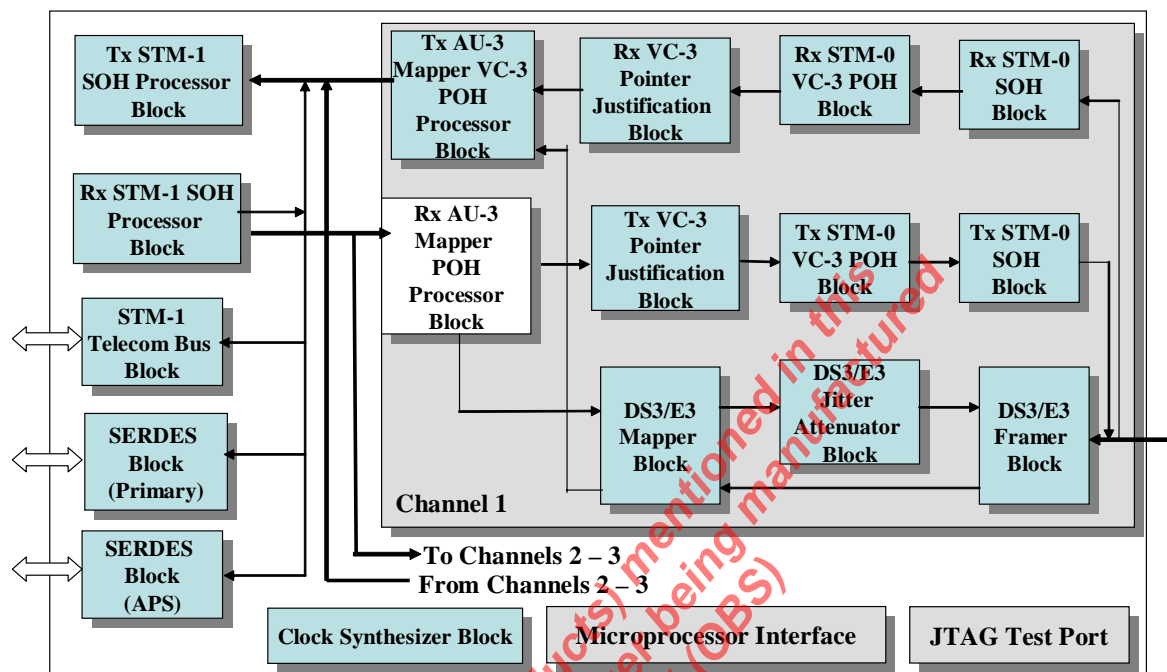 Tx STM-1
SOH Processor
Block
Tx AU-3
Mapper VC-3
POH
Processor
Block
Rx VC-3
Pointer
Justification
Block
Rx STM-0
VC-3 POH
Block
Rx STM-0
SOH
Block
Rx STM-1 SOH
Processor
Block
Rx AU-3
Mapper
POH
Processor
Block
Tx VC-3
Pointer
Justification
Block
Tx STM-0
VC-3 POH
Block
Tx STM-0
SOH
Block
STM-1
Telecom Bus
Block
DS3/E3
Mapper
Block
DS3/E3
Jitter
Attenuator
Block
DS3/E3
Framer
Block
SERDES
Block
(Primary)
Channel 1
SERDES
Block
(APS)
To Channels 2 – 3
From Channels 2 – 3
Clock Synthesizer Block
Microprocessor Interface
JTAG Test Port
mentioned in this
being manufactured
(OBS)